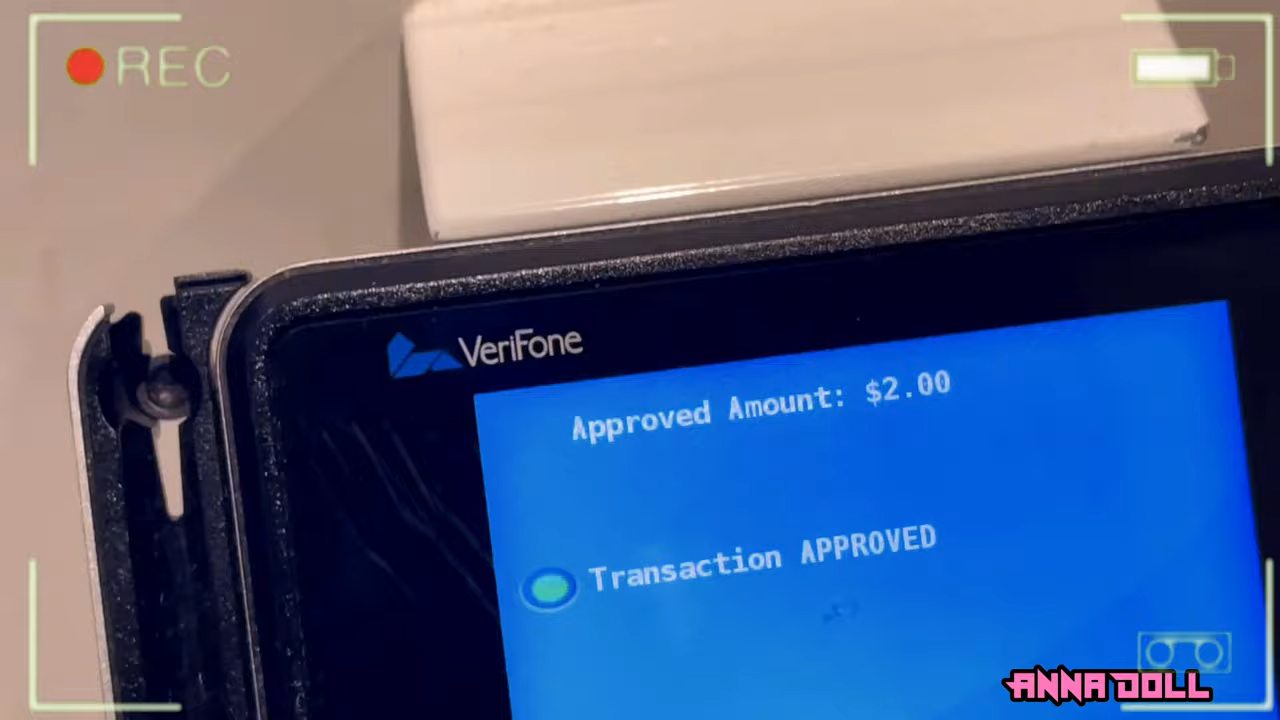 REC
VeriFone
Approved Amount: $2.00
Transaction APPROVED
ANNA DOLL